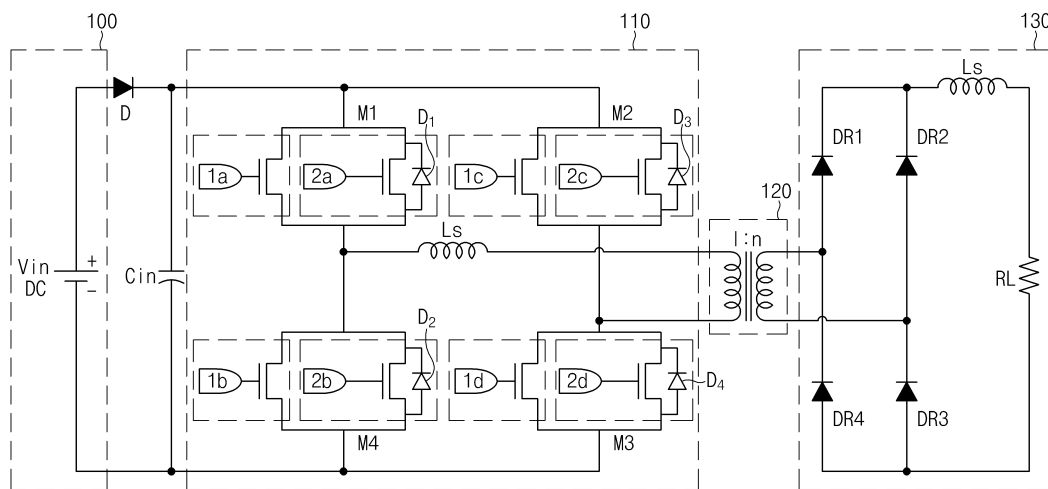 100
110
130
Ls
D
M1
D1
M2
D3
DR1
DR2
1a
2a
1c
2c
120
Ls
1:n
Vin
DC
+
−
Cin
RL
D2
1b
2b
1d
2d
D4
DR4
DR3
M4
M3